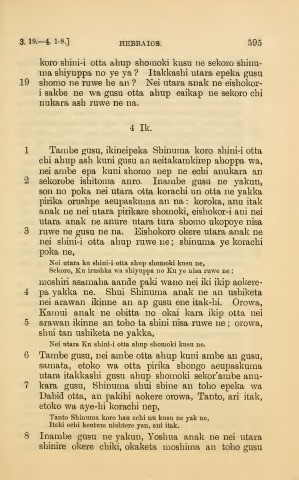 3. 19.—4. 1-8.] HEBRAIOS. 595
koro shini-i otta ahup shomoki kusu ne sekoro shinu-
ma shiyuppa no ye ya? Itakkashi utara epeka gusu
19 shomo ne ruwe he an? Nei utara anak ne eishokor-
i sakbe ne wa gusu otta ahup eaikap ne sekoro chi
nukara ash ruwe ne na.
4 Ik.
1 Tambe gusu, ikineipeka Shinuma koro shini-i otta
chi ahup ash kuni gusu an aeitakamkirep ahoppa wa,
nei ambe epa kuni shomo nep ne echi anukara an
2 sekorobe ishitoma anro. Inambe gusu ne yakun,
son no poka nei utara otta korachi un otta ne yakka
pirika orushpe aeupaskuma an na: koroka, anu itak
anak ne nei utara pirikare shomoki, eishokor-i ani nei
utara anak ne anure utara tura shomo ukopoye nisa
3 ruwe ne gusu ne na. Eishokoro okere utara anak ne
nei shini-i otta ahup ruwe ne; shinuma ye korachi
poka ne,
Nei utara ku shini-i otta ahup shomoki kusu ne,
Sekoro, Ku irushka wa shiyuppa no Ku ye nisa ruwe ne:
moshiri asamaha aande paki wano nei iki ikip aokere-
4 pa yakka ne. Shui Shinuma anak ne an ushiketa
nei arawan ikinne an ap gusu ene itak-hi. Orowa,
Kamui anak ne obitta no okai kara ikip otta nei
5 arawan ikinne an toho ta shini nisa ruwe ne; orowa,
shui tan ushiketa ne yakka,
Nei utara Ku shini-i otta ahup shomoki kusu ne.
6 Tambe gusu, nei ambe otta ahup kuni ambe an gusu,
samata, etoko wa otta pirika shongo aeupaskuma
utara itakkashi gusu ahup shomoki sekor'ambe anu-
7 kara gusu, Shinuma shui shine an toho epeka wa
Dabid otta, an pakihi aokere orowa, Tanto, ari itak,
etoko wa aye-hi korachi nep,
Tanto Shinuma koro hau echi nu kusu ne yak ne,
Iteki echi keutum nishtere yan, ani itak.
8 Inambe gusu ne yakun, Yoshua anak ne nei utara
shinire okere chiki, okaketa moshima an toho gusu